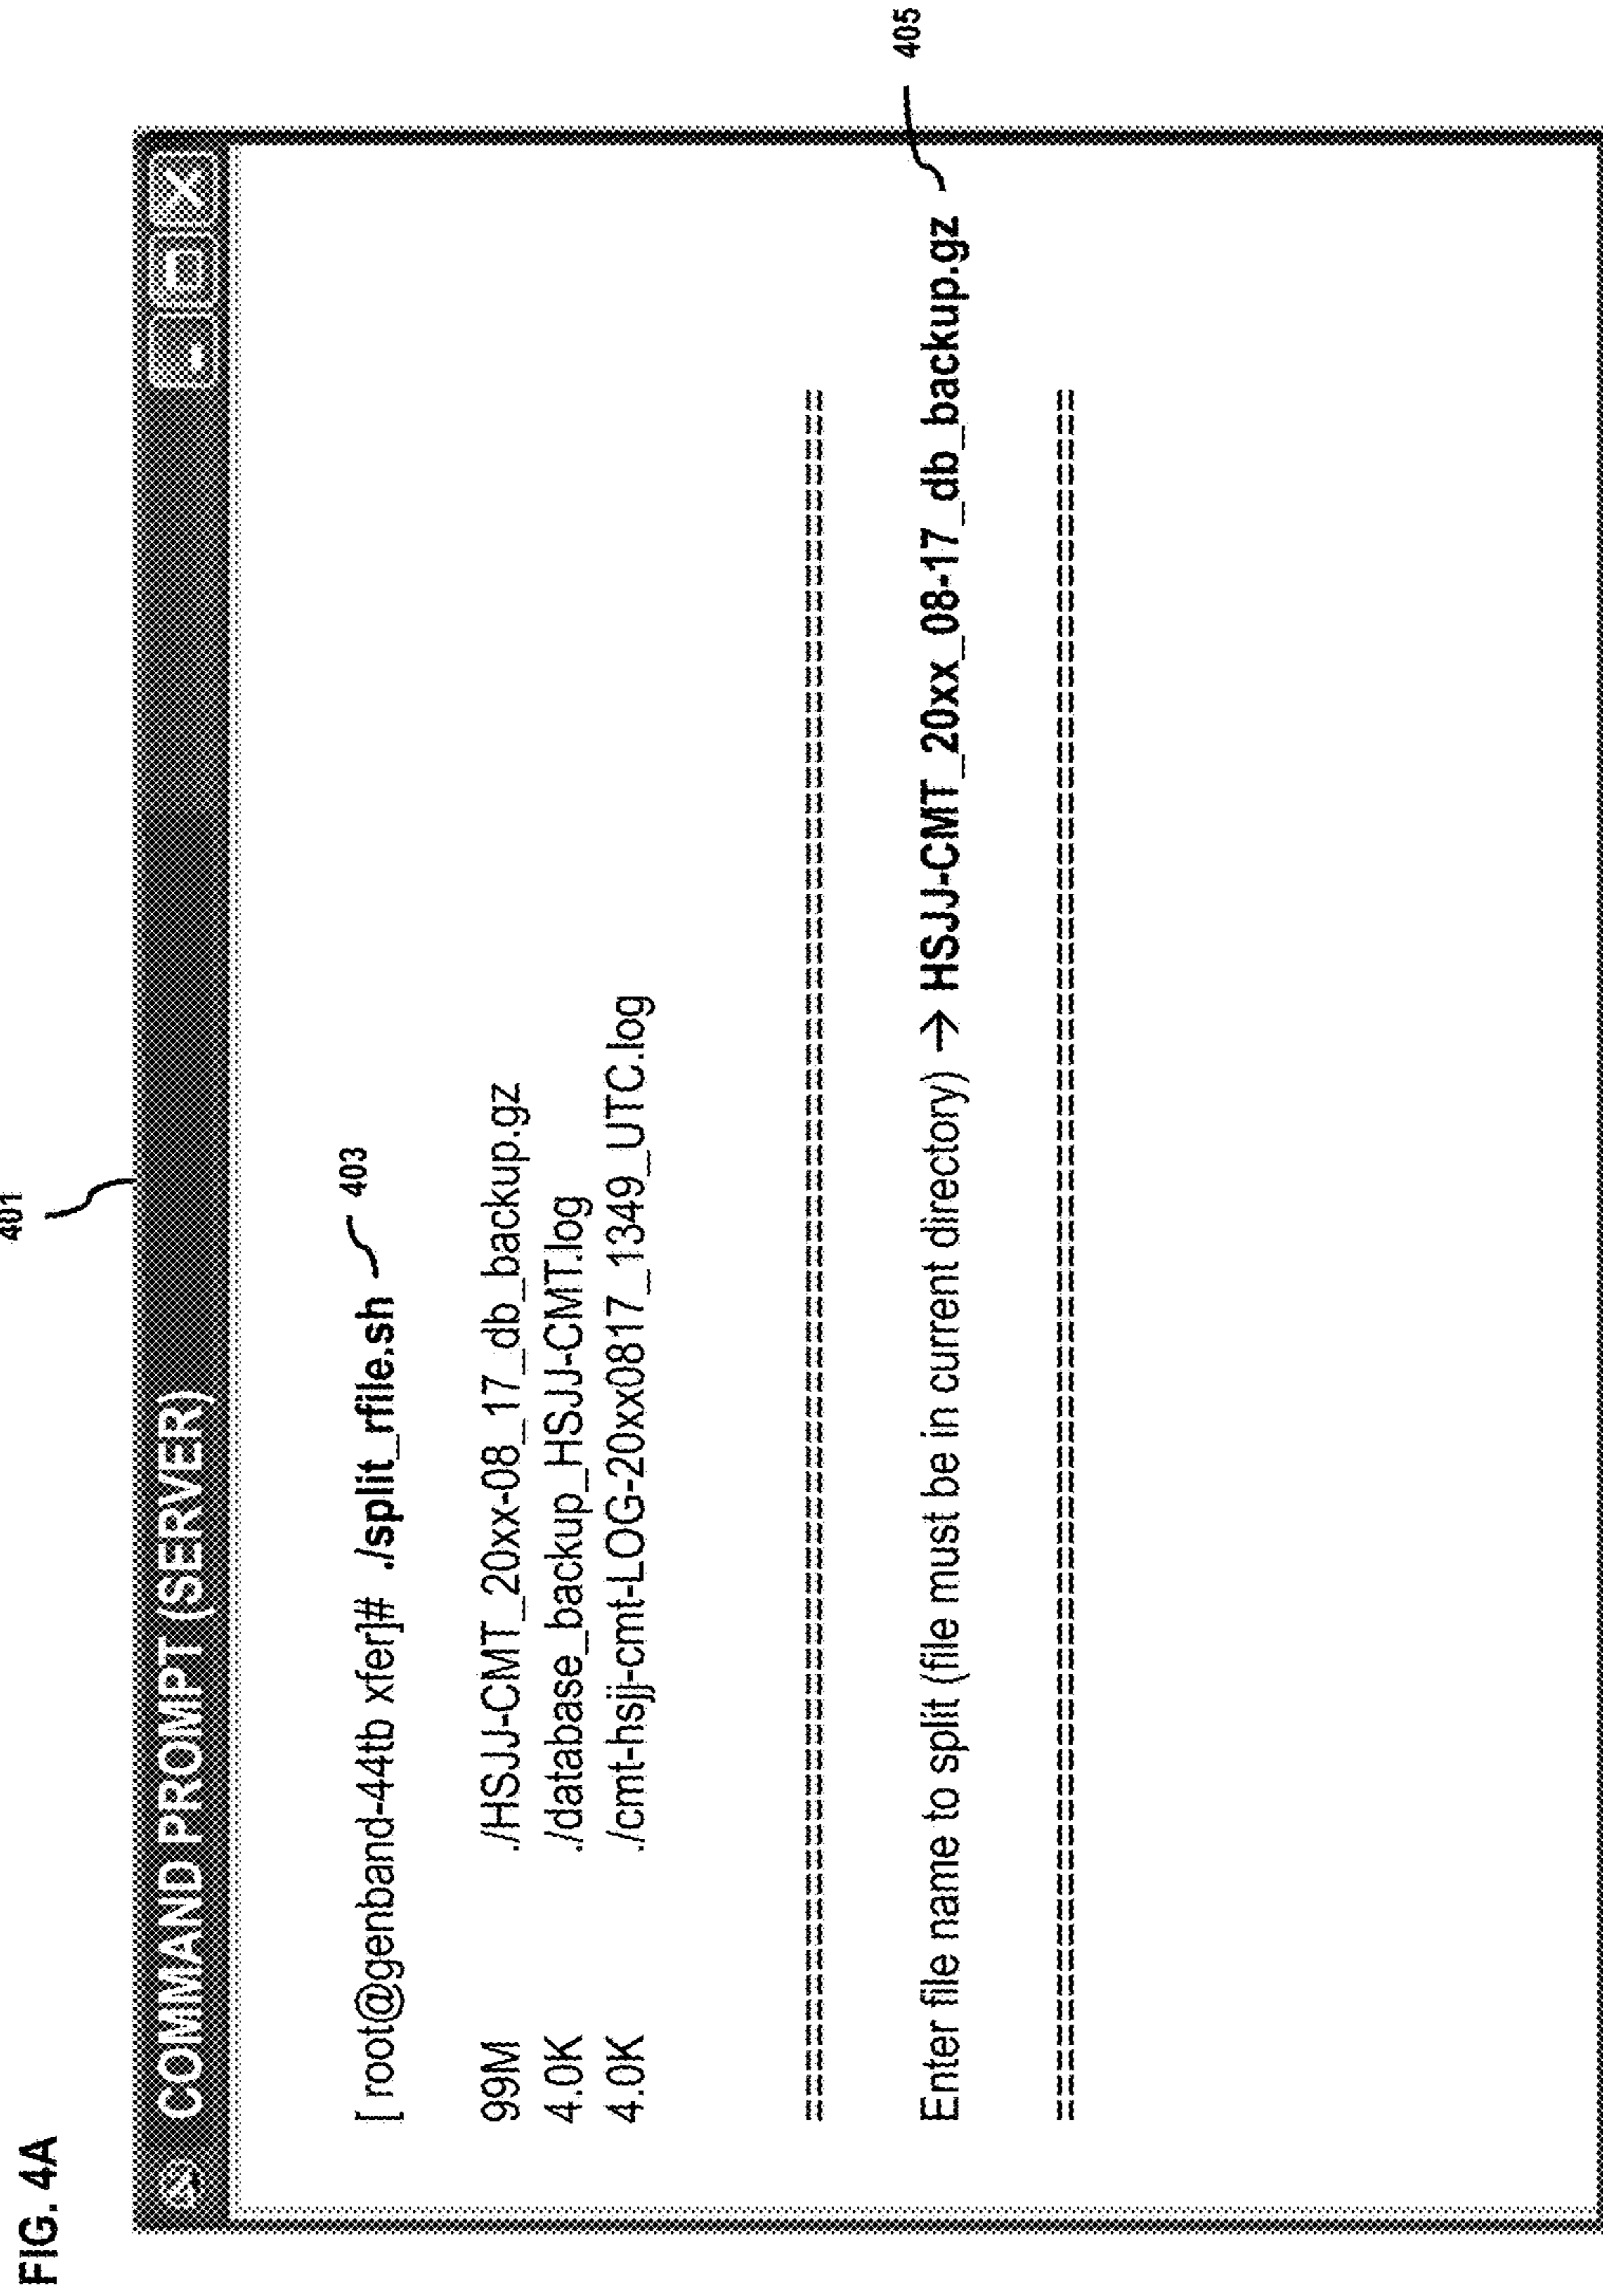 FIG. 4A
401
COMMAND PROMPT (SERVER)
[ root@genband-44tb xfer]# ./split_rfile.sh 403
99M ./HSJJ-CMT_20xx-08_17_db_backup.gz
4.0K ./database_backup_HSJJ-CMT.log
4.0K ./cmt-hsjj-cmt-LOG-20xx0817_1349_UTC.log
Enter file name to split (file must be in current directory) → HSJJ-CMT_20xx_08-17_db_backup.gz 405